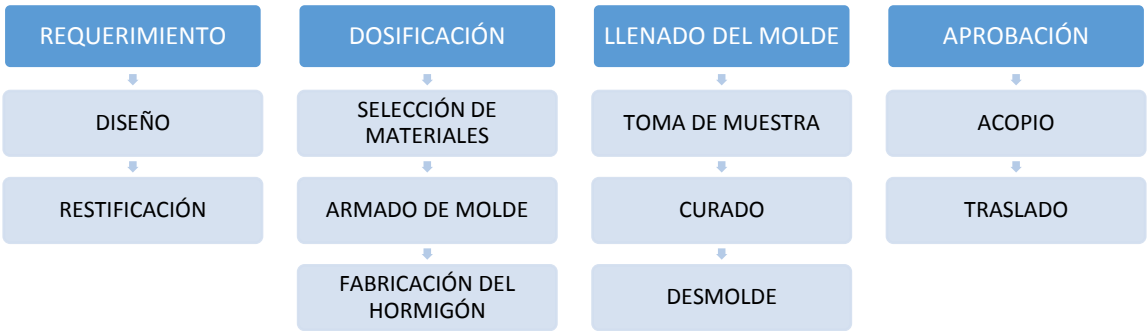 REQUERIMIENTO
DISEÑO
RESTIFICACIÓN
DOSIFICACIÓN
SELECCIÓN DE
MATERIALES
ARMADO DE MOLDE
FABRICACIÓN DEL
HORMIGÓN
LLENADO DEL MOLDE
TOMA DE MUESTRA
CURADO
DESMOLDE
APROBACIÓN
ACOPIO
TRASLADO